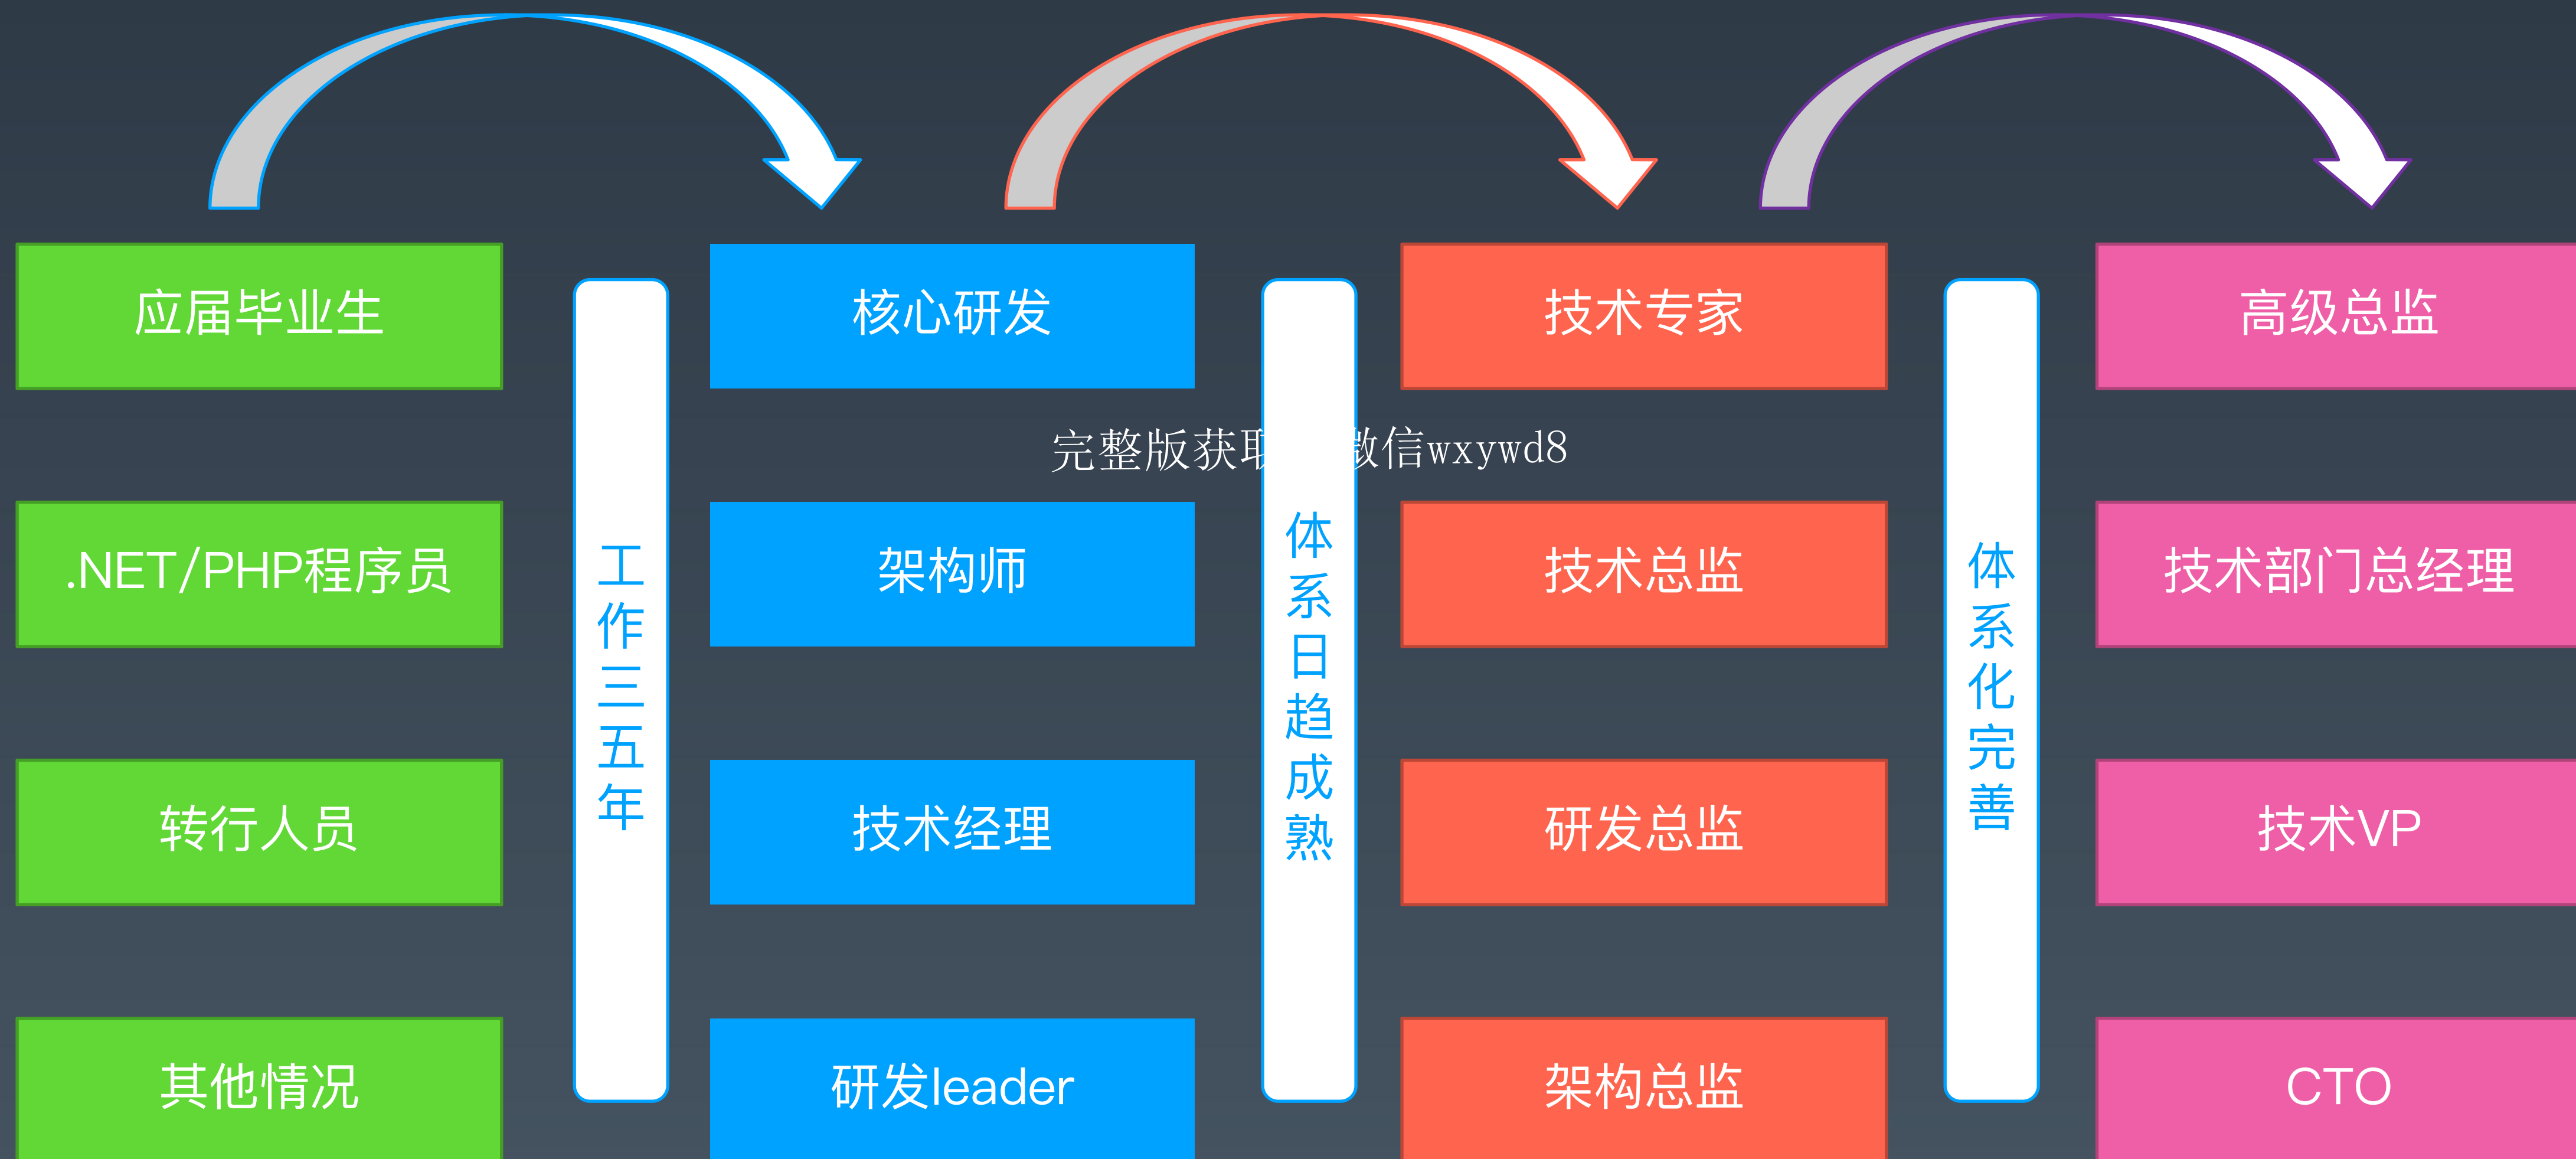 应届毕业生
.NET/PHP程序员
转行人员
其他情况
工作三五年
核心研发
架构师
技术经理
研发leader
完整版获取 微信wxywd8
体系日趋成熟
技术专家
技术总监
研发总监
架构总监
体系化完善
高级总监
技术部门总经理
技术VP
CTO